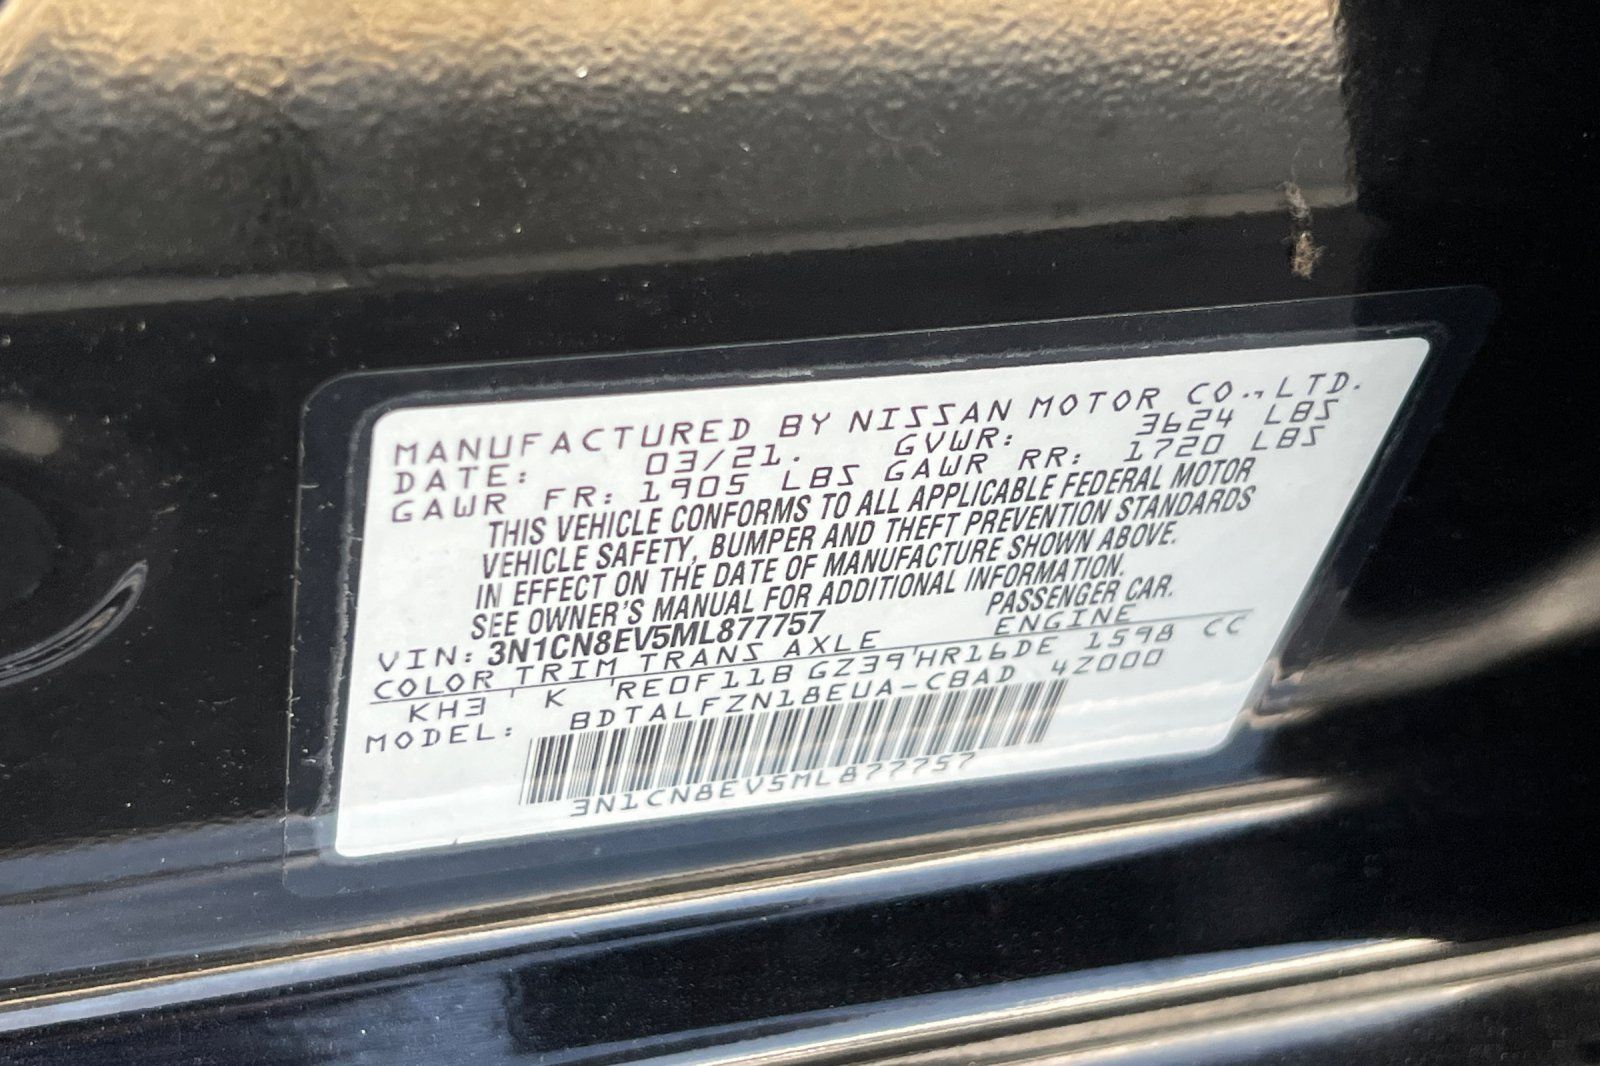 MANUFACTURED BY NISSAN MOTOR CO.,LTD.
DATE: 03/21. GVWR: 3624 LBS
GAWR FR: 1905 LBS GAWR RR: 1720 LBS
THIS VEHICLE CONFORMS TO ALL APPLICABLE FEDERAL MOTOR
VEHICLE SAFETY, BUMPER AND THEFT PREVENTION STANDARDS
IN EFFECT ON THE DATE OF MANUFACTURE SHOWN ABOVE.
SEE OWNER'S MANUAL FOR ADDITIONAL INFORMATION.
VIN: 3N1CN8EV5ML877757 PASSENGER CAR.
COLOR TRIM TRANS AXLE ENGINE
KH3 ' K 'RE0F11B GZ39'HR16DE 1598 CC
MODEL: BDTALFZN18EUA-CBAD 4Z000
3N1CN8EV5ML877757